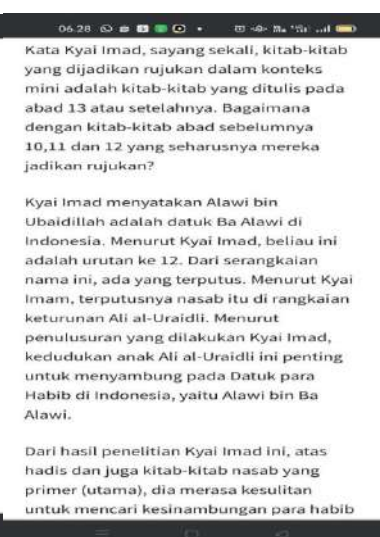 06.28
Kata Kyai Imad, sayang sekali, kitab-kitab
yang dijadikan rujukan dalam konteks
mini adalah kitab-kitab yang ditulis pada
abad 13 atau setelahnya. Bagaimana
dengan kitab-kitab abad sebelumnya
10,11 dan 12 yang seharusnya mereka
jadikan rujukan?
Kyai Imad menyatakan Alawi bin
Ubaidillah adalah datuk Ba Alawi di
Indonesia. Menurut Kyai Imad, beliau ini
adalah urutan ke 12. Dari serangkaian
nama ini, ada yang terputus. Menurut Kyai
Imam, terputusnya nasab itu di rangkaian
keturunan Ali al-Uraidli. Menurut
penulusuran yang dilakukan Kyai Imad,
kedudukan anak Ali al-Uraidli ini penting
untuk menyambung pada Datuk para
Habib di Indonesia, yaitu Alawi bin Ba
Alawi.
Dari hasil penelitian Kyai Imad ini, atas
hadis dan juga kitab-kitab nasab yang
primer (utama), dia merasa kesulitan
untuk mencari kesinambungan para habib